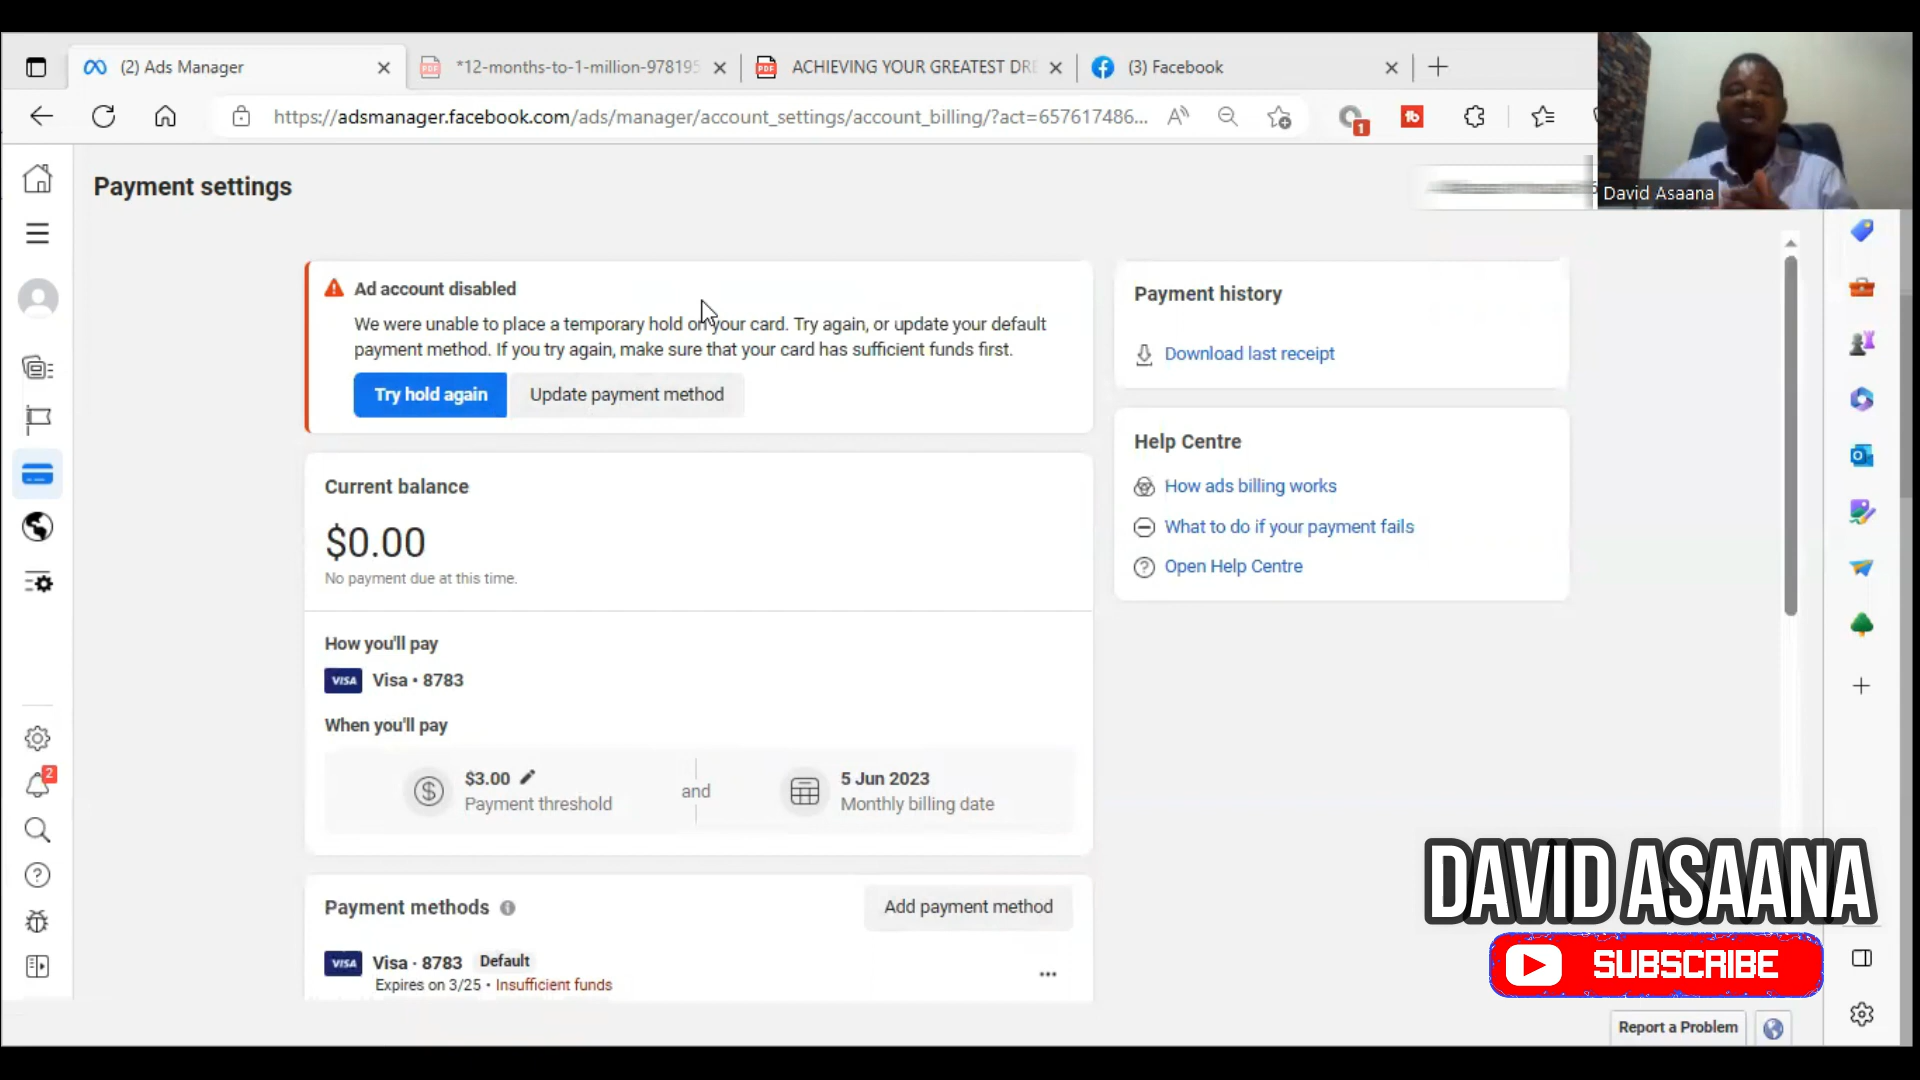 (2) Ads Manager
*12-months-to-1-million-978195
ACHIEVING YOUR GREATEST DRE
(3) Facebook
https://adsmanager.facebook.com/ads/manager/account_settings/account_billing/?act=657617486...
1
Payment settings
David Asaana
Ad account disabled
We were unable to place a temporary hold on your card. Try again, or update your default
payment method. If you try again, make sure that your card has sufficient funds first.
Try hold again
Update payment method
Payment history
Download last receipt
Help Centre
How ads billing works
What to do if your payment fails
Open Help Centre
Current balance
$0.00
No payment due at this time.
How you'll pay
VISA Visa • 8783
When you'll pay
$3.00
Payment threshold
and
5 Jun 2023
Monthly billing date
2
Payment methods
Add payment method
VISA Visa · 8783 Default
Expires on 3/25 • Insufficient funds
DAVID ASAANA
SUBSCRIBE
Report a Problem